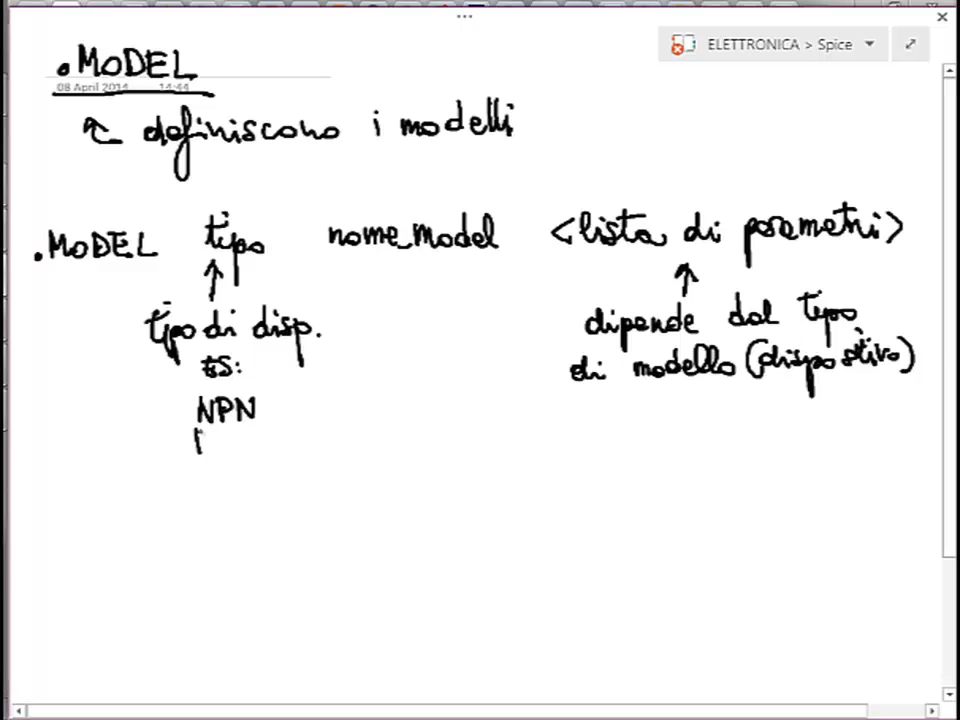 ELETTRONICA > Spice
.MODEL
08 April 2014 14:44
definiscono i modelli
.MODEL tipo nome_model <lista di parametri>
tipo di disp. dipende dal tipo
es: di modello (dispositivo)
NPN